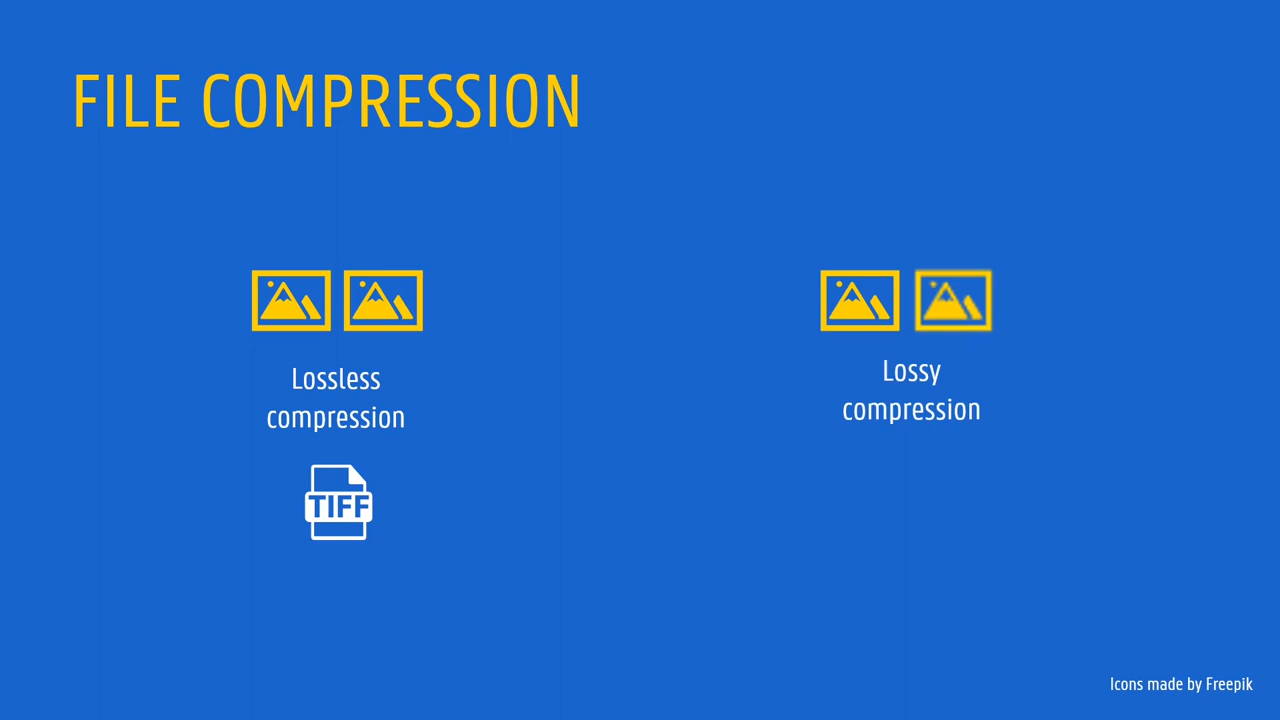 FILE COMPRESSION
Lossless
compression
TIFF
Lossy
compression
Icons made by Freepik